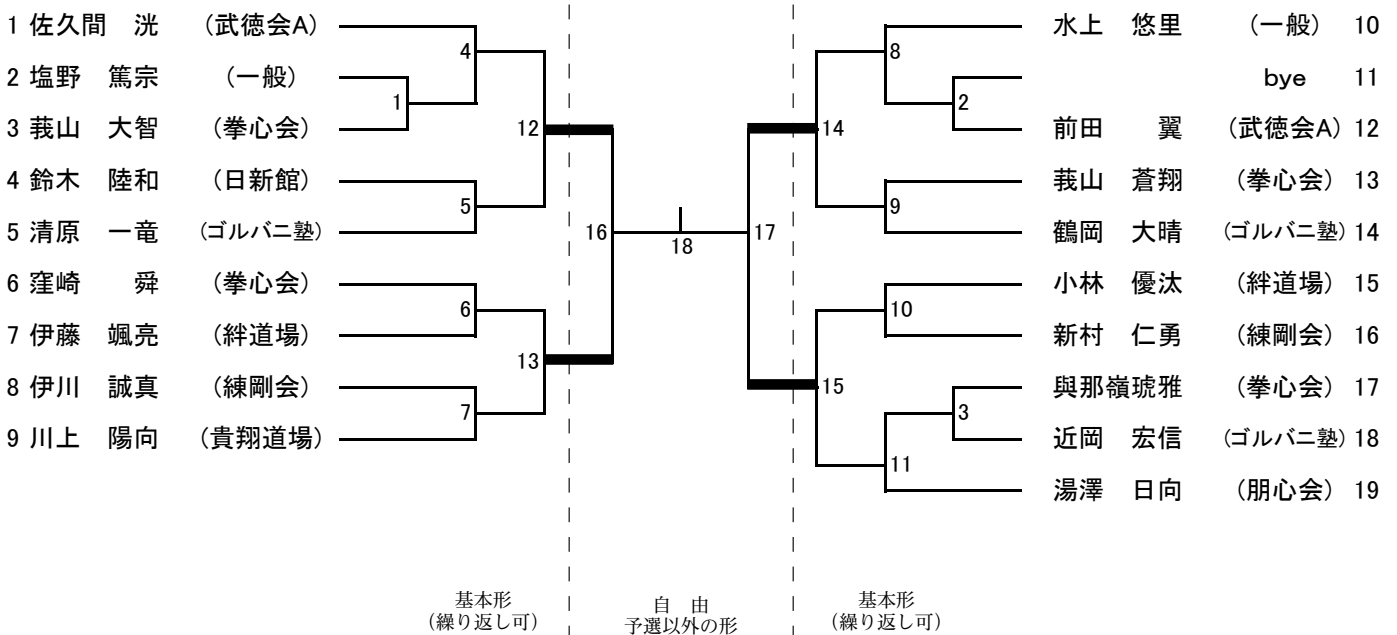 1 佐久間　洸　(武徳会A)
2 塩野　篤宗　(一般)
3 莪山　大智　(拳心会)
4 鈴木　陸和　(日新館)
5 清原　一竜　(ゴルバニ塾)
6 窪崎　　舜　(拳心会)
7 伊藤　颯亮　(絆道場)
8 伊川　誠真　(練剛会)
9 川上　陽向　(貴翔道場)
4
1
12
5
6
13
7
16
18
17
14
8
2
9
10
15
3
11
水上　悠里　(一般) 10
bye 11
前田　　翼　(武徳会A) 12
莪山　蒼翔　(拳心会) 13
鶴岡　大晴　(ゴルバニ塾) 14
小林　優汰　(絆道場) 15
新村　仁勇　(練剛会) 16
與那嶺琥雅　(拳心会) 17
近岡　宏信　(ゴルバニ塾) 18
湯澤　日向　(朋心会) 19
基本形
(繰り返し可)
自　由
予選以外の形
基本形
(繰り返し可)